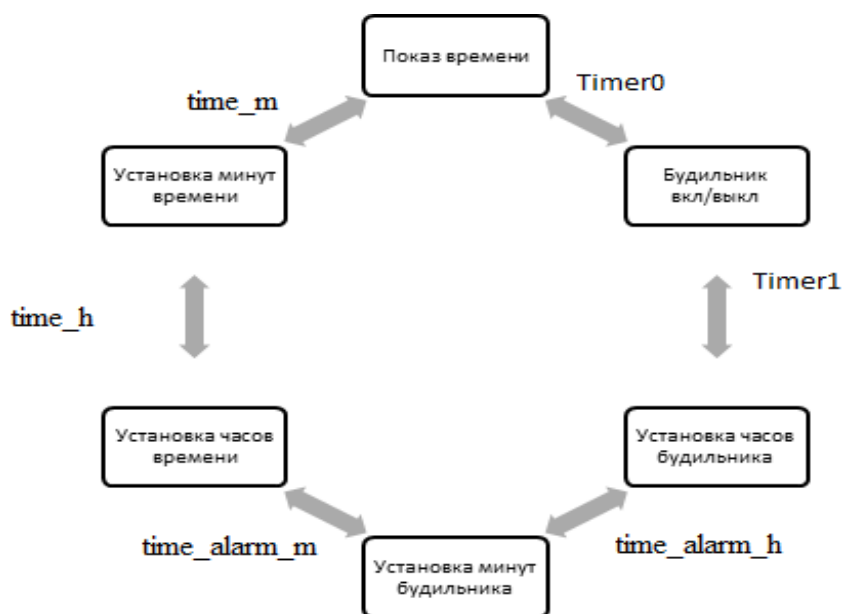 Показ времени
Timer0
time_m
Установка минут
времени
Будильник
вкл/выкл
Timer1
time_h
Установка часов
времени
Установка часов
будильника
time_alarm_m
time_alarm_h
Установка минут
будильника